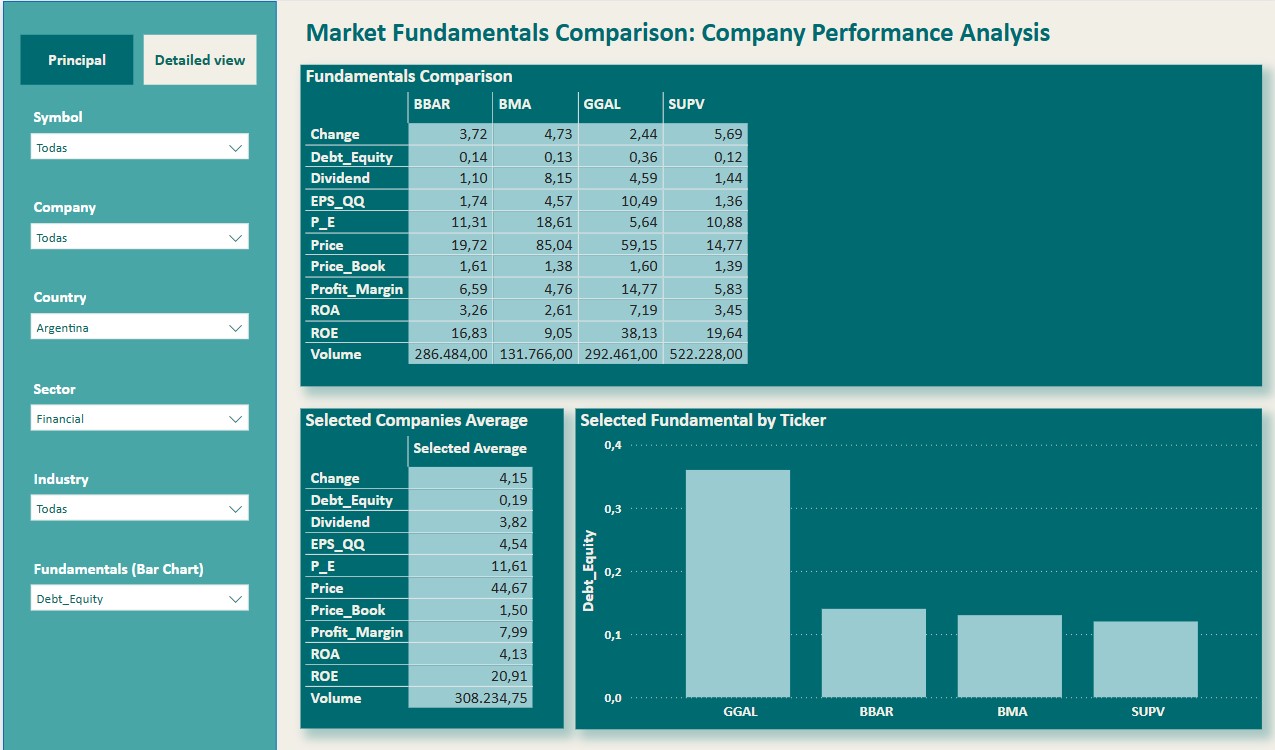 Market Fundamentals Comparison: Company Performance Analysis
Principal
Detailed view
Symbol
Todas
Company
Todas
Country
Argentina
Sector
Financial
Industry
Todas
Fundamentals (Bar Chart)
Debt_Equity
Fundamentals Comparison
BBAR BMA GGAL SUPV
Change 3,72 4,73 2,44 5,69
Debt_Equity 0,14 0,13 0,36 0,12
Dividend 1,10 8,15 4,59 1,44
EPS_QQ 1,74 4,57 10,49 1,36
P_E 11,31 18,61 5,64 10,88
Price 19,72 85,04 59,15 14,77
Price_Book 1,61 1,38 1,60 1,39
Profit_Margin 6,59 4,76 14,77 5,83
ROA 3,26 2,61 7,19 3,45
ROE 16,83 9,05 38,13 19,64
Volume 286.484,00 131.766,00 292.461,00 522.228,00
Selected Companies Average
Selected Average
Change 4,15
Debt_Equity 0,19
Dividend 3,82
EPS_QQ 4,54
P_E 11,61
Price 44,67
Price_Book 1,50
Profit_Margin 7,99
ROA 4,13
ROE 20,91
Volume 308.234,75
Selected Fundamental by Ticker
Debt_Equity
0,4
0,3
0,2
0,1
0,0
GGAL BBAR BMA SUPV